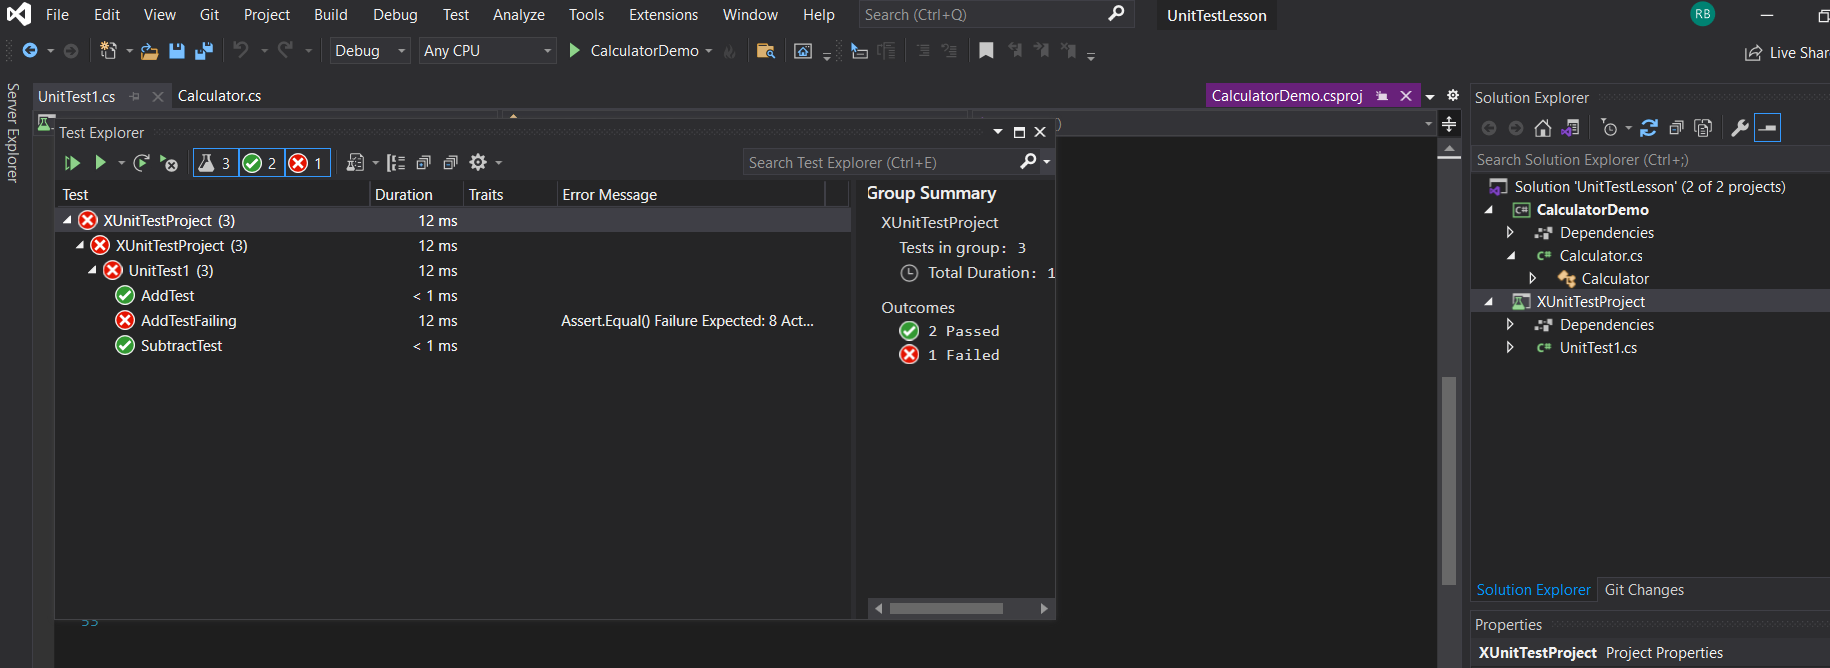 File Edit View Git Project Build Debug Test Analyze Tools Extensions Window Help Search (Ctrl+Q) UnitTestLesson RB
Debug Any CPU CalculatorDemo Live Shar
Server Explorer
UnitTest1.cs Calculator.cs CalculatorDemo.csproj
Test Explorer
3 2 1 Search Test Explorer (Ctrl+E)
Test Duration Traits Error Message
XUnitTestProject (3) 12 ms
XUnitTestProject (3) 12 ms
UnitTest1 (3) 12 ms
AddTest < 1 ms
AddTestFailing 12 ms Assert.Equal() Failure Expected: 8 Act...
SubtractTest < 1 ms
Group Summary
XUnitTestProject
Tests in group: 3
Total Duration: 1
Outcomes
2 Passed
1 Failed
53
Solution Explorer
Search Solution Explorer (Ctrl+;)
Solution 'UnitTestLesson' (2 of 2 projects)
C# CalculatorDemo
Dependencies
C# Calculator.cs
Calculator
XUnitTestProject
Dependencies
C# UnitTest1.cs
Solution Explorer Git Changes
Properties
XUnitTestProject Project Properties